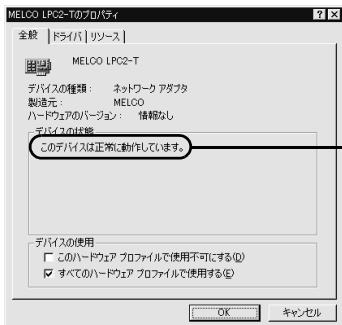 MELCO LPC2-Tのプロパティ
全般 ドライバ リソース
MELCO LPC2-T
デバイスの種類： ネットワーク アダプタ
製造元： MELCO
ハードウェアのバージョン： 情報なし
デバイスの状態
このデバイスは正常に動作しています。
デバイスの使用
このハードウェア プロファイルで使用不可にする(D)
すべてのハードウェア プロファイルで使用する(E)
OK キャンセル